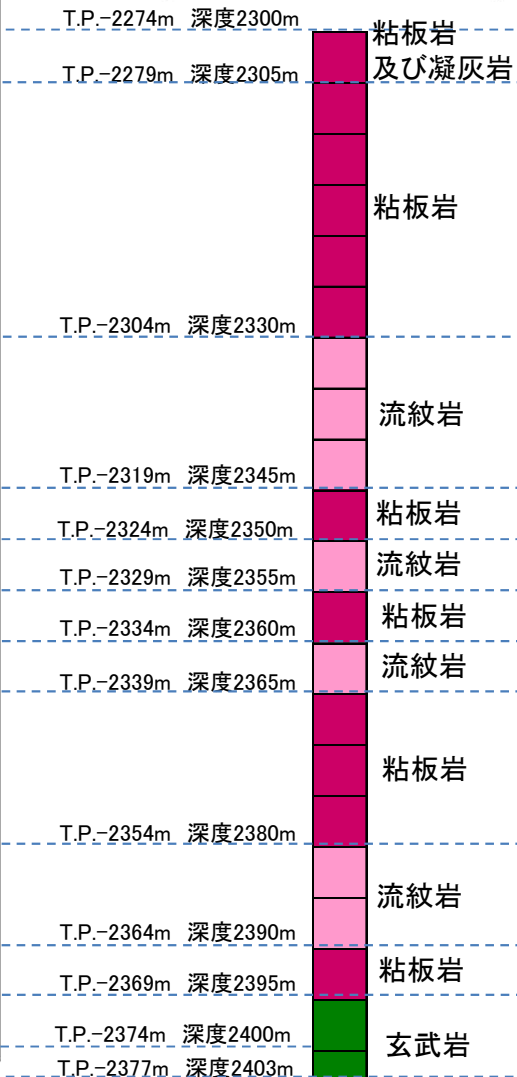 T.P.-2274m 深度2300m
粘板岩
及び凝灰岩
T.P.-2279m 深度2305m
粘板岩
T.P.-2304m 深度2330m
流紋岩
T.P.-2319m 深度2345m
粘板岩
T.P.-2324m 深度2350m
流紋岩
T.P.-2329m 深度2355m
粘板岩
T.P.-2334m 深度2360m
流紋岩
T.P.-2339m 深度2365m
粘板岩
T.P.-2354m 深度2380m
流紋岩
T.P.-2364m 深度2390m
粘板岩
T.P.-2369m 深度2395m
T.P.-2374m 深度2400m
玄武岩
T.P.-2377m 深度2403m